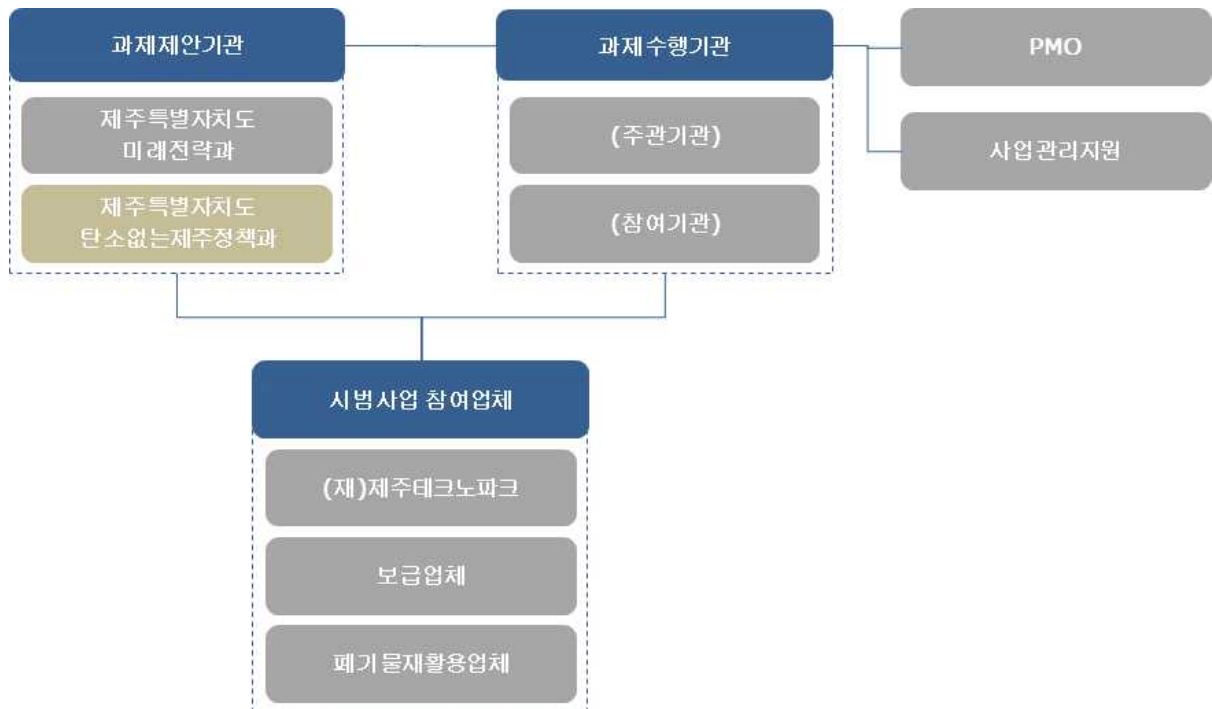 과제제안기관
과제수행기관
PMO
제주특별자치도
미래전략과
(주관기관)
사업관리지원
제주특별자치도
탄소없는제주정책과
(참여기관)
시범사업 참여업체
(재)제주테크노파크
보급업체
폐기물재활용업체